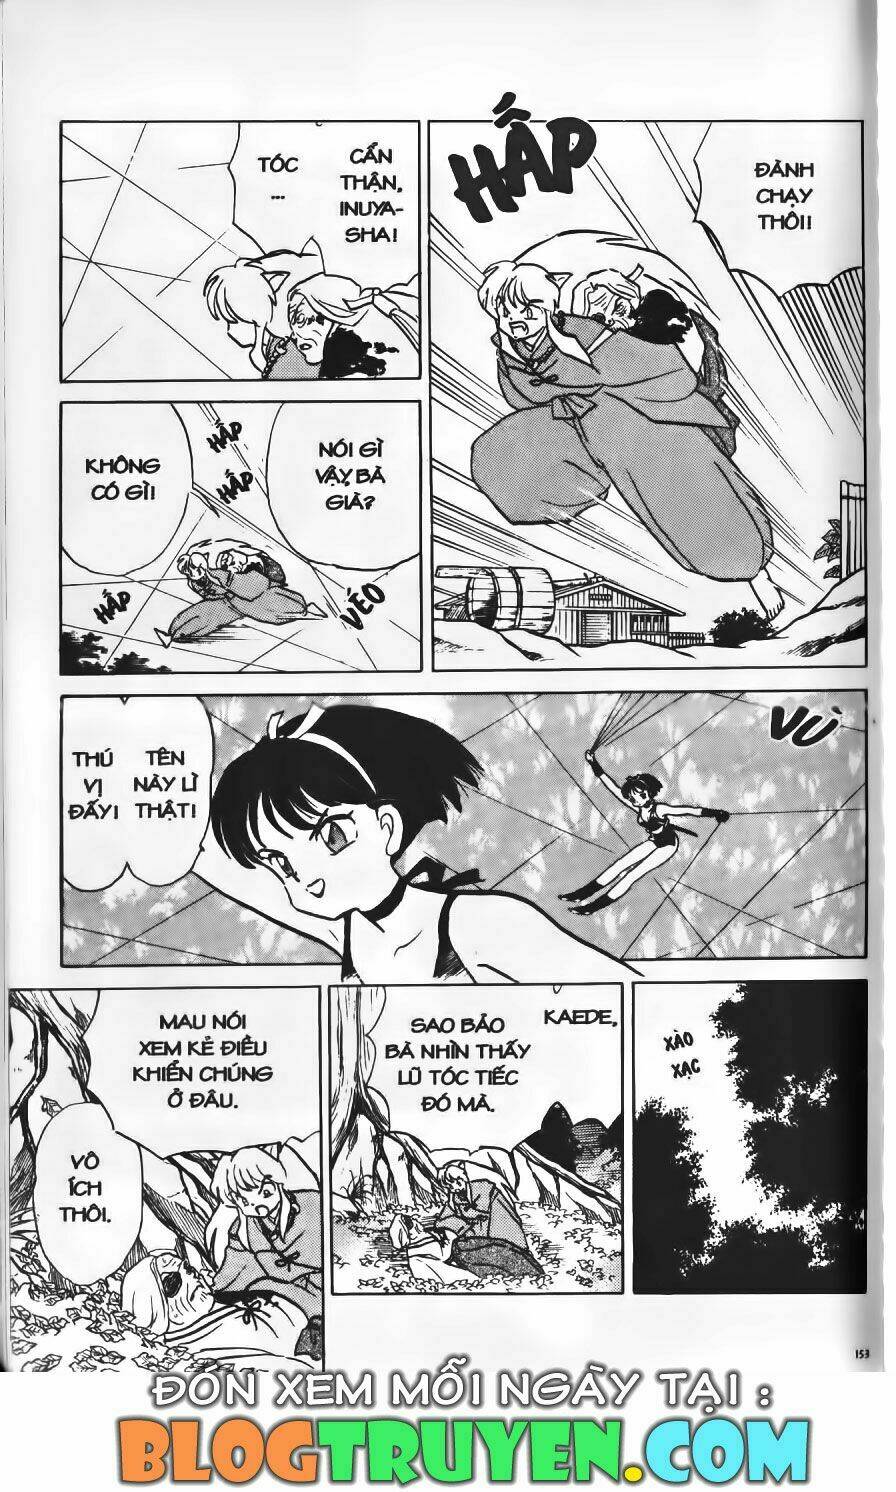 HẤP
ĐÀNH
CHẠY
THÔI!
CẨN
THẬN,
INUYA-
SHA!
TÓC
...
NÓI GÌ
VẬY, BÀ
GIÀ?
KHÔNG
CÓ GÌ!
HẤP
HẤP
HẤP
VÉO
VÙ
TÊN
NÀY LÌ
THẬT!
THÚ
VỊ
ĐẤY!
XÀO
XẠC
KAEDE,
SAO BẢO
BÀ NHÌN THẤY
LŨ TÓC TIẾC
ĐÓ MÀ.
MAU NÓI
XEM KẺ ĐIỀU
KHIỂN CHÚNG
Ở ĐÂU.
VÔ
ÍCH
THÔI.
153
ĐÓN XEM MỖI NGÀY TẠI :
BLOGTRUYEN.COM